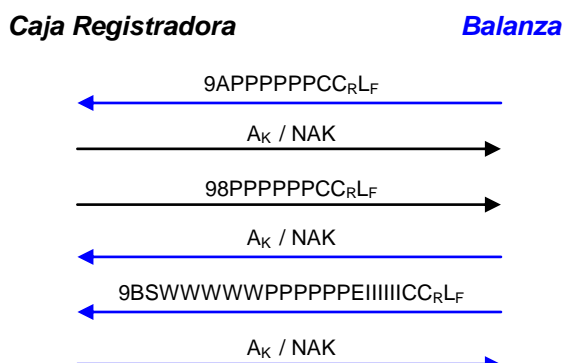 Caja Registradora Balanza
9APPPPPPCCRLF
AK / NAK
98PPPPPPCCRLF
AK / NAK
9BSWWWWWPPPPPPEIIIIIICCRLF
AK / NAK